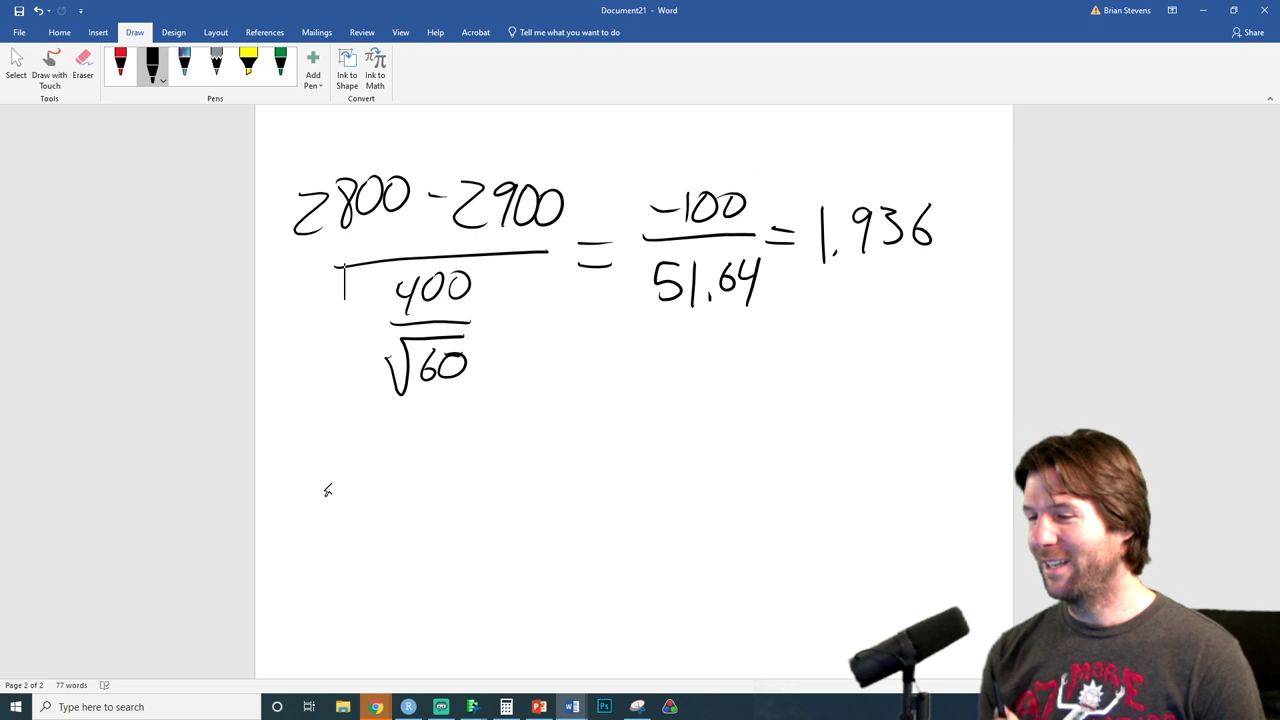 Document21 - Word
Brian Stevens
File Home Insert Draw Design Layout References Mailings Review View Help Acrobat Tell me what you want to do Share
Select Draw with Touch Eraser Add Pen Ink to Shape Ink to Math
Tools Pens Convert
2800 - 2900 / 400 / √60 = -100 / 51.64 = 1.936
MORE
Page 2 of 2 77 words
Type here to search